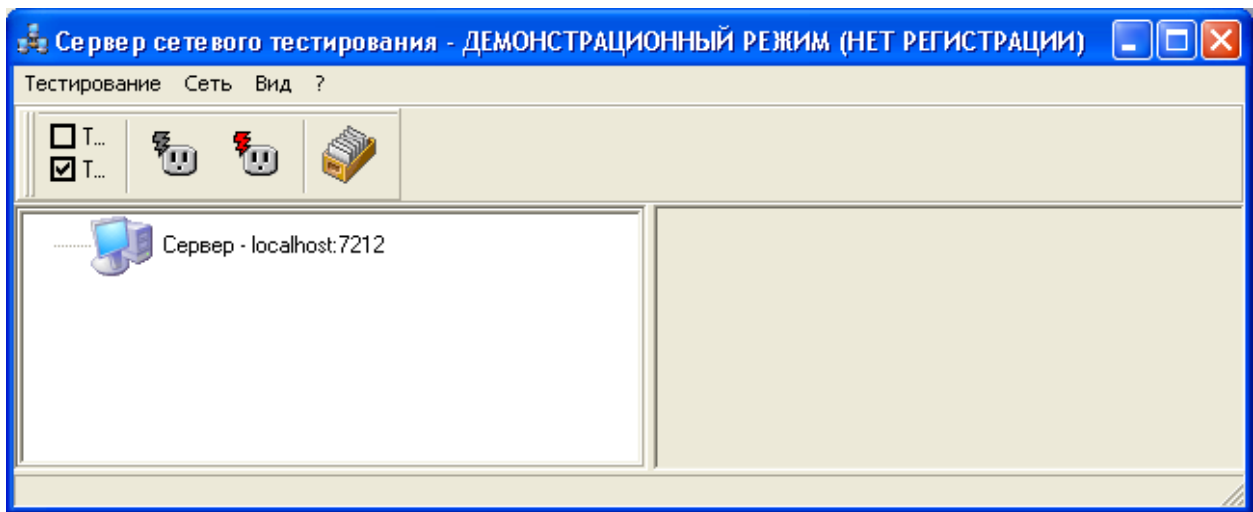 Сервер сетевого тестирования - ДЕМОНСТРАЦИОННЫЙ РЕЖИМ (НЕТ РЕГИСТРАЦИИ)
Тестирование Сеть Вид ?
Т...
Т...
Сервер - localhost:7212